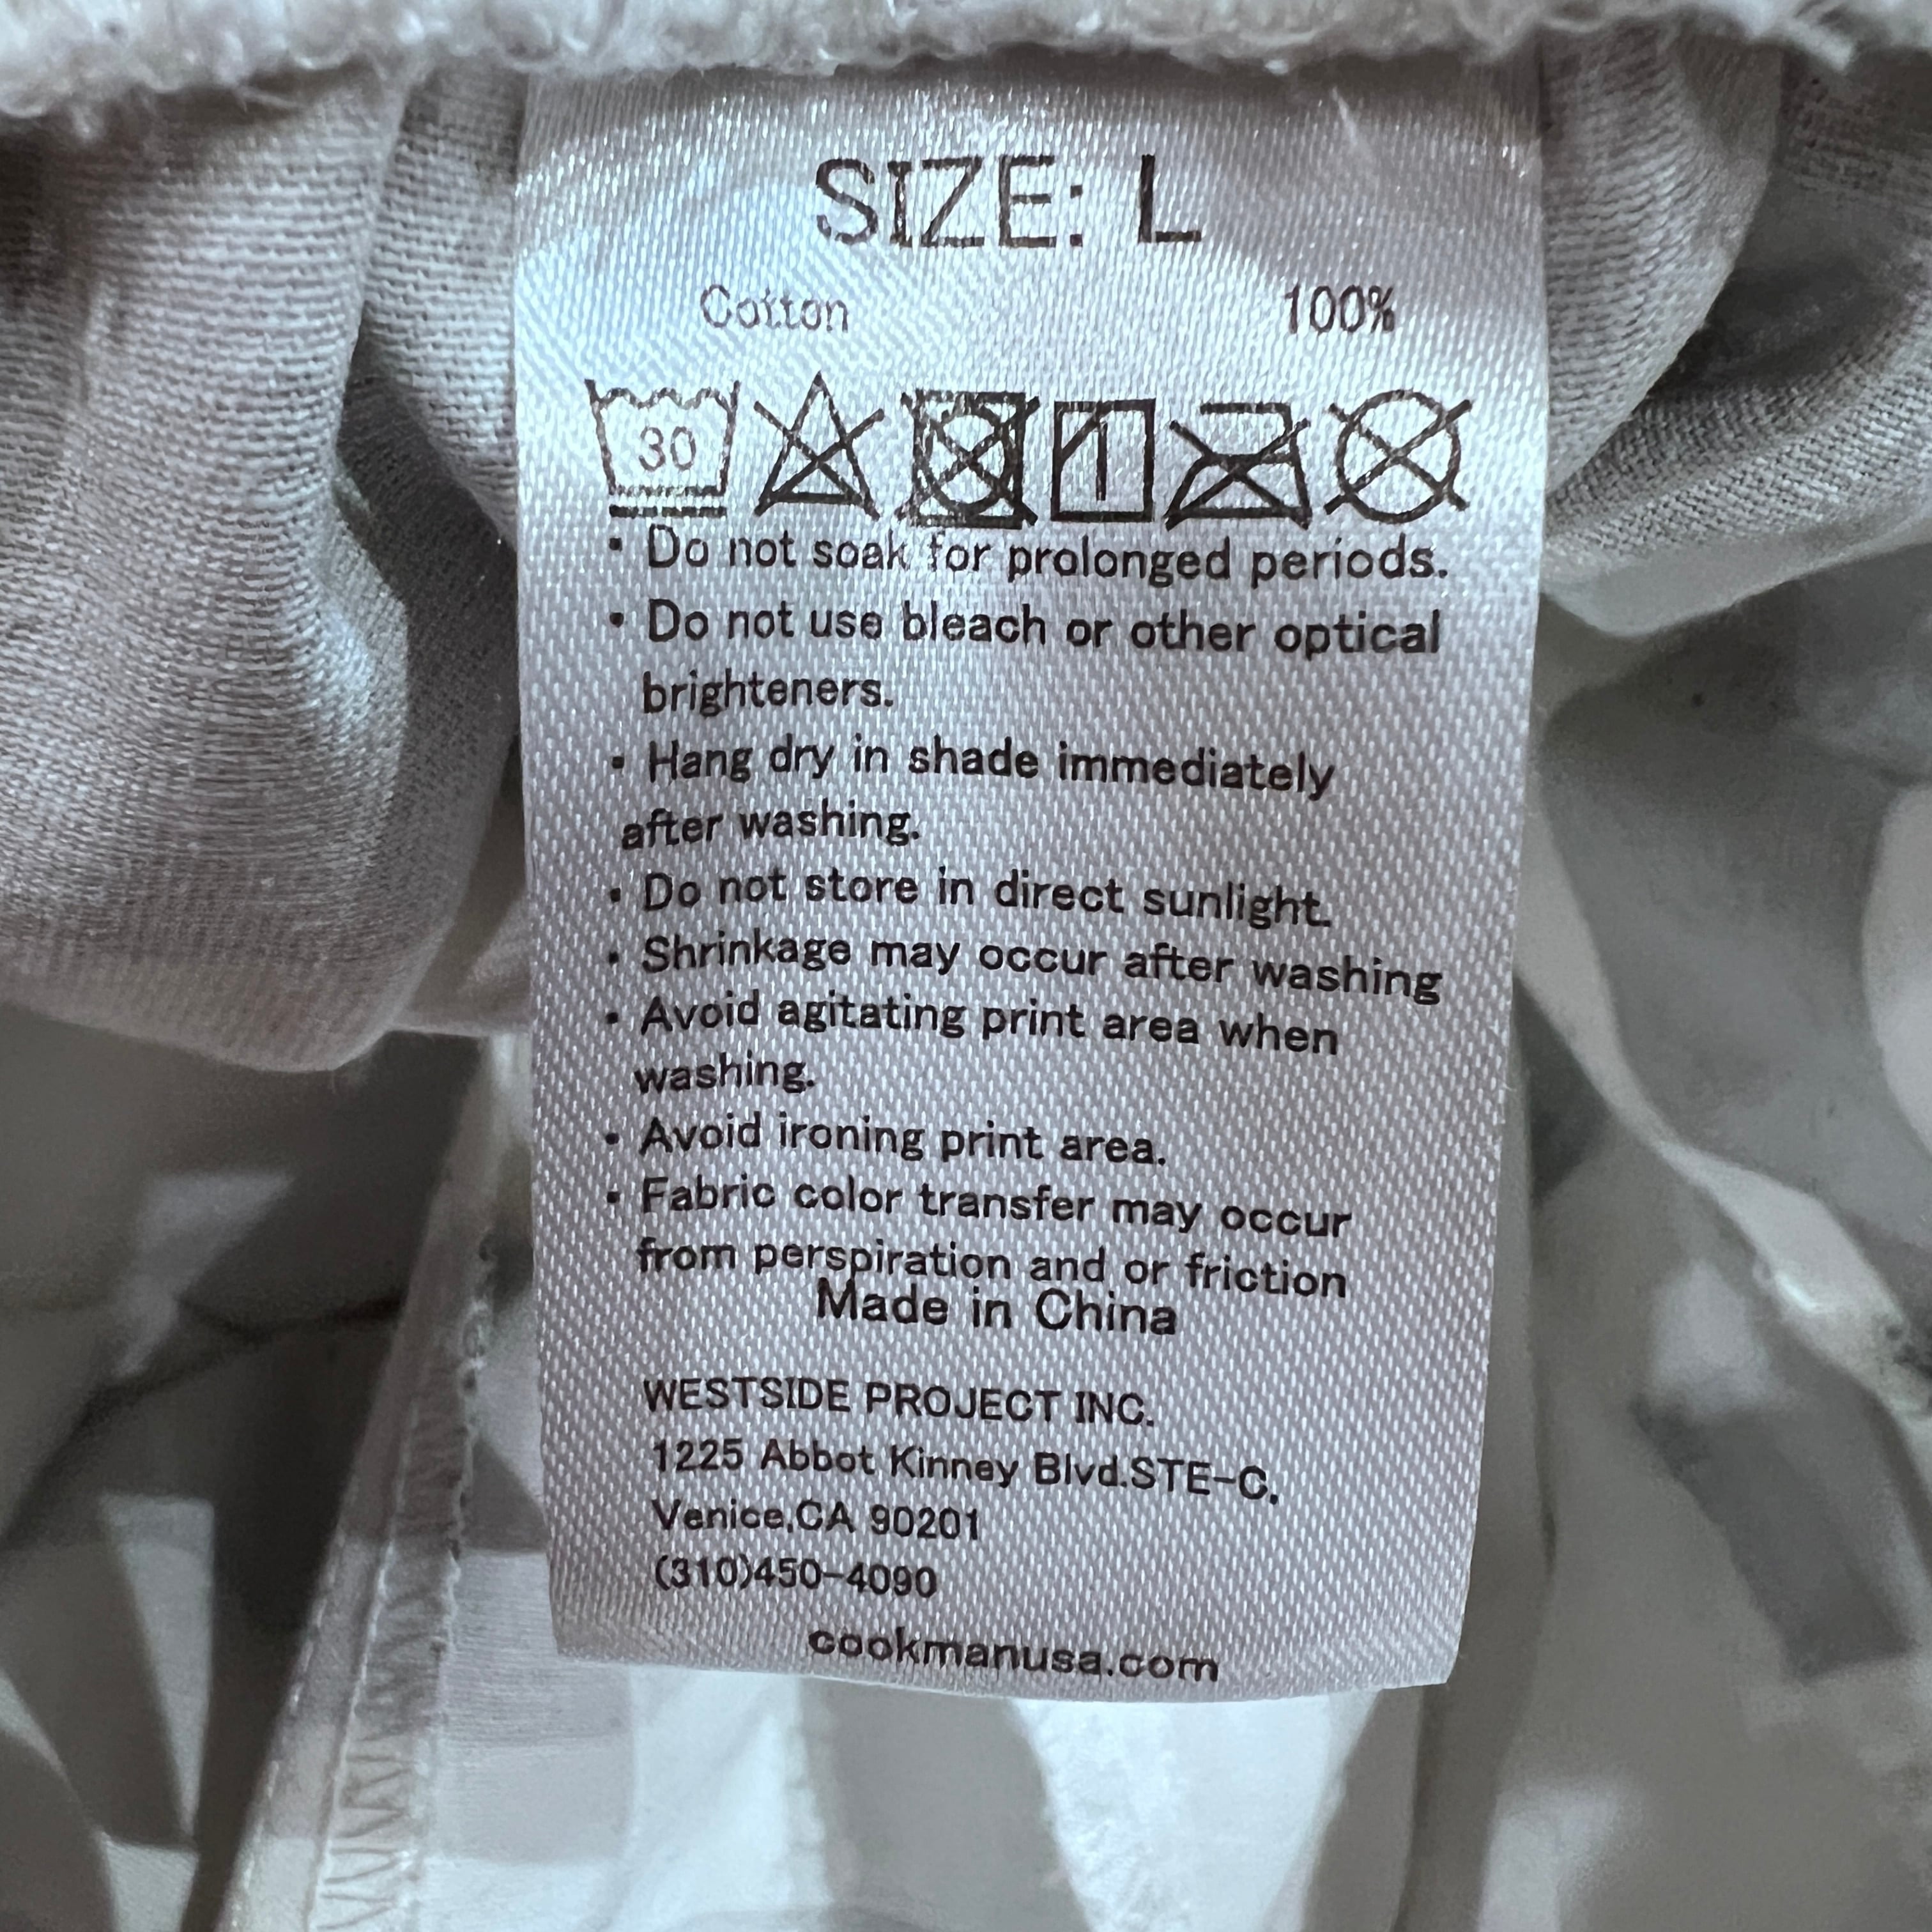 SIZE: L
Cotton 100%
30
• Do not soak for prolonged periods.
• Do not use bleach or other optical
brighteners.
• Hang dry in shade immediately
after washing.
• Do not store in direct sunlight.
• Shrinkage may occur after washing
• Avoid agitating print area when
washing.
• Avoid ironing print area.
• Fabric color transfer may occur
from perspiration and or friction
Made in China
WESTSIDE PROJECT INC.
1225 Abbot Kinney Blvd.STE-C.
Venice,CA 90201
(310)450-4090
cookmanusa.com